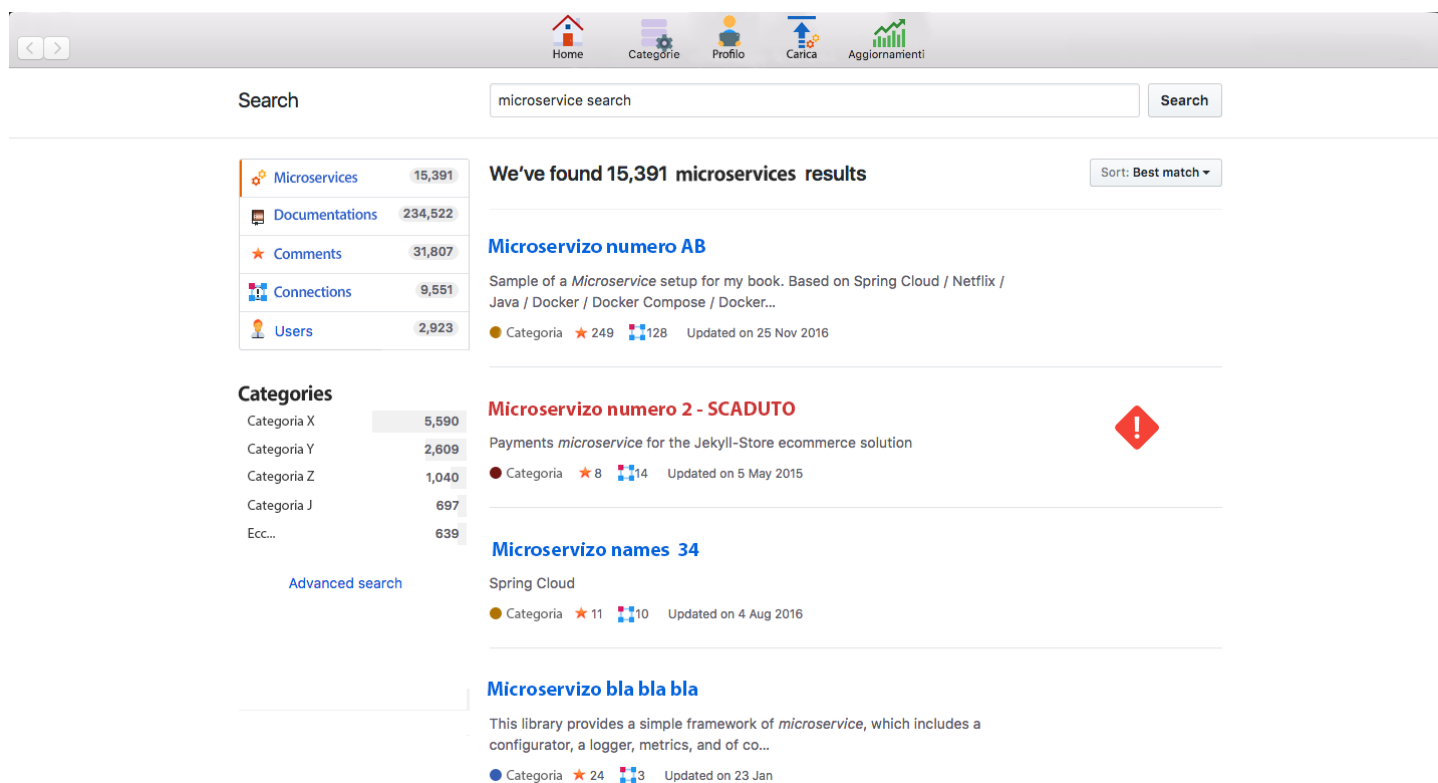 Home Categorie Profilo Carica Aggiornamenti
Search
microservice search
Search
Microservices 15,391
Documentations 234,522
Comments 31,807
Connections 9,551
Users 2,923
Categories
Categoria X 5,590
Categoria Y 2,609
Categoria Z 1,040
Categoria J 697
Ecc... 639
Advanced search
We've found 15,391 microservices results
Sort: Best match
Microservizo numero AB
Sample of a Microservice setup for my book. Based on Spring Cloud / Netflix /
Java / Docker / Docker Compose / Docker...
Categoria 249 128 Updated on 25 Nov 2016
Microservizo numero 2 - SCADUTO
!
Payments microservice for the Jekyll-Store ecommerce solution
Categoria 8 14 Updated on 5 May 2015
Microservizo names 34
Spring Cloud
Categoria 11 10 Updated on 4 Aug 2016
Microservizo bla bla bla
This library provides a simple framework of microservice, which includes a
configurator, a logger, metrics, and of co...
Categoria 24 3 Updated on 23 Jan